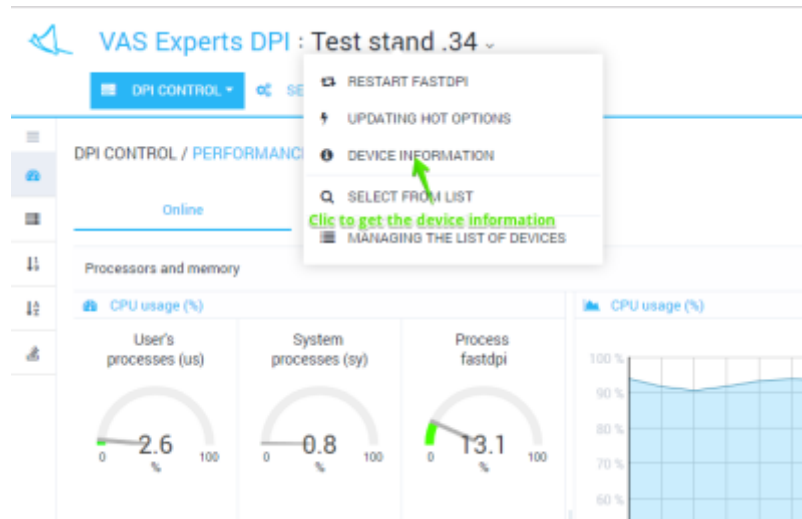 VAS Experts DPI : Test stand .34
DPI CONTROL
SE
RESTART FASTDPI
UPDATING HOT OPTIONS
DEVICE INFORMATION
SELECT FROM LIST
Clic to get the device information
MANAGING THE LIST OF DEVICES
DPI CONTROL / PERFORMANC
Online
Processors and memory
CPU usage (%)
CPU usage (%)
User's
processes (us)
System
processes (sy)
Process
fastdpi
2.6
0
100
%
0.8
0
100
%
13.1
0
100
%
100 %
90 %
80 %
70 %
60 %